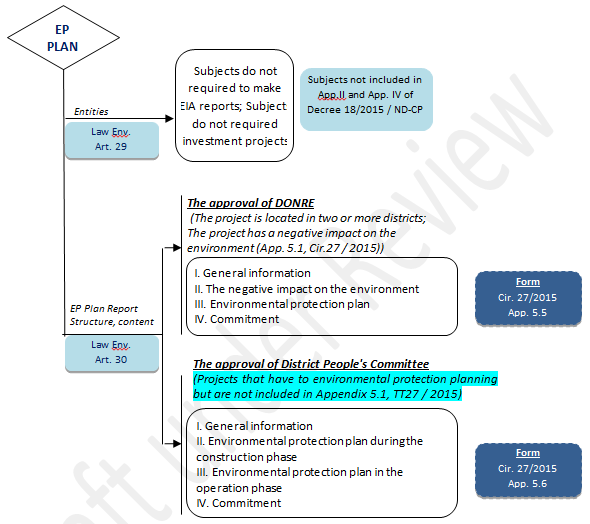 EP
PLAN
Subjects do not
required to make
EIA reports; Subject
do not required
investment projects
Subjects not included in
App.II and App. IV of
Decree 18/2015 / ND-CP
Entities
Law Env.
Art. 29
The approval of DONRE
(The project is located in two or more districts;
The project has a negative impact on the
environment (App. 5.1, Cir.27 / 2015))
I. General information
II. The negative impact on the environment
III. Environmental protection plan
IV. Commitment
Form
Cir. 27/2015
App. 5.5
EP Plan Report
Structure, content
Law Env.
Art. 30
The approval of District People's Committee
(Projects that have to environmental protection planning
but are not included in Appendix 5.1, TT27 / 2015)
I. General information
II. Environmental protection plan during the
construction phase
III. Environmental protection plan in the
operation phase
IV. Commitment
Form
Cir. 27/2015
App. 5.6
ft under Review